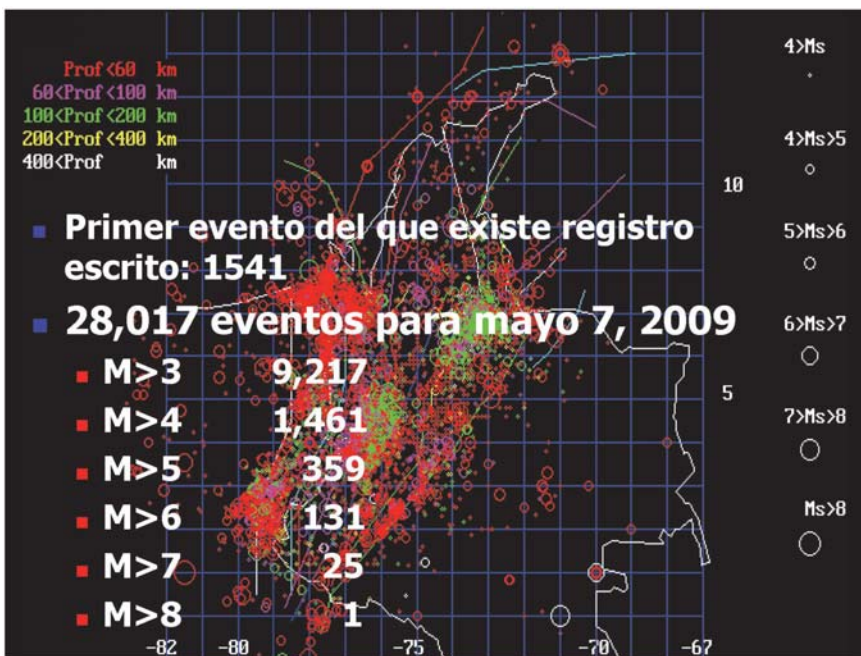 Prof<60 km
60<Prof<100 km
100<Prof<200 km
200<Prof<400 km
400<Prof km
4>Ms
4>Ms>5
5>Ms>6
6>Ms>7
7>Ms>8
Ms>8
10
5
Primer evento del que existe registro
escrito: 1541
28,017 eventos para mayo 7, 2009
M>3 9,217
M>4 1,461
M>5 359
M>6 131
M>7 25
M>8 1
-82 -80 -75 -70 -67